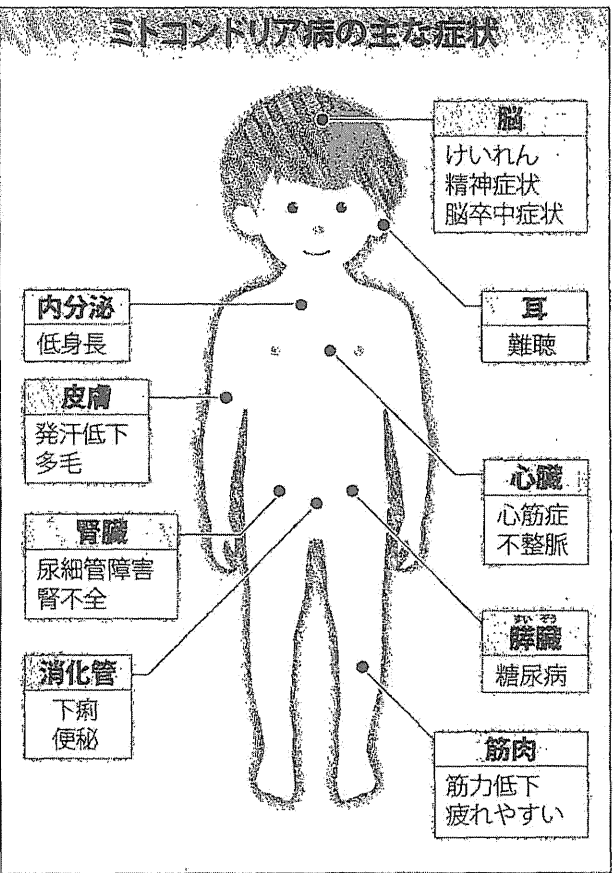 ミトコンドリア病の主な症状
脳
けいれん
精神症状
脳卒中症状
耳
難聴
内分泌
低身長
皮膚
発汗低下
多毛
心臓
心筋症
不整脈
腎臓
尿細管障害
腎不全
すいぞう
膵臓
糖尿病
消化管
下痢
便秘
筋肉
筋力低下
疲れやすい